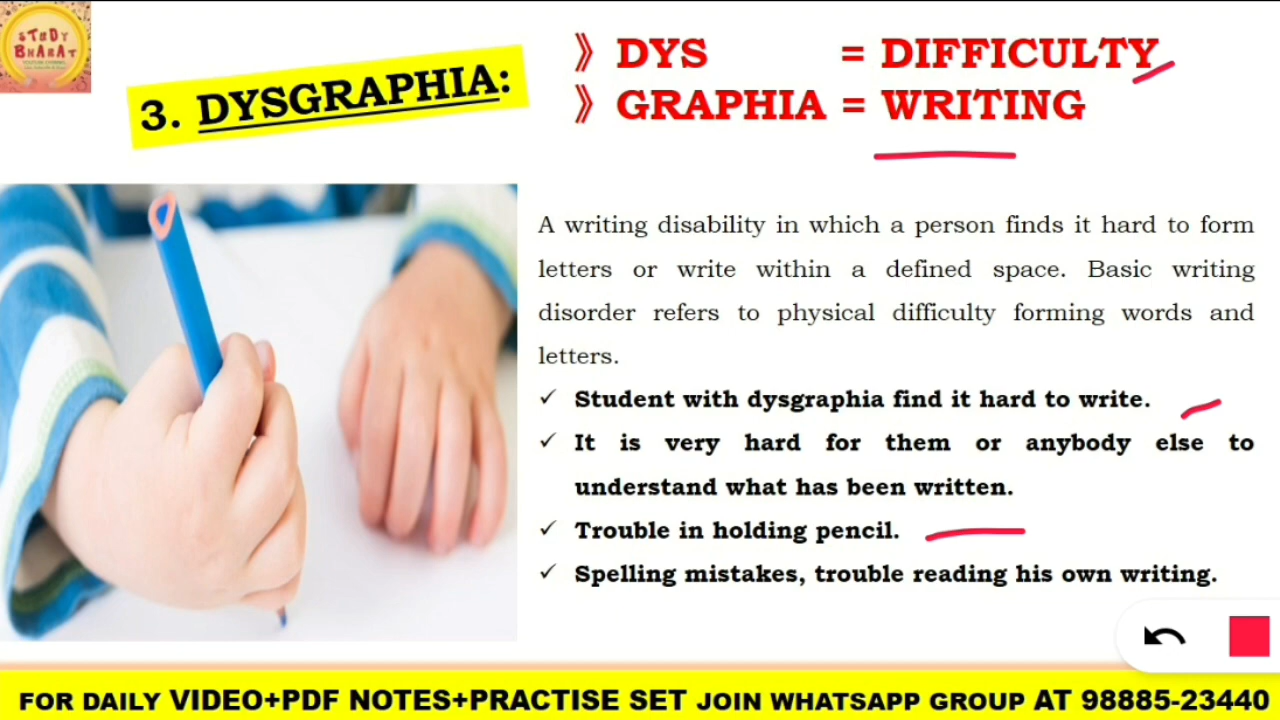 STUDY
BHARAT
3. DYSGRAPHIA:
》 DYS = DIFFICULTY
》 GRAPHIA = WRITING
A writing disability in which a person finds it hard to form
letters or write within a defined space. Basic writing
disorder refers to physical difficulty forming words and
letters.
✓ Student with dysgraphia find it hard to write.
✓ It is very hard for them or anybody else to
understand what has been written.
✓ Trouble in holding pencil.
✓ Spelling mistakes, trouble reading his own writing.
FOR DAILY VIDEO+PDF NOTES+PRACTISE SET JOIN WHATSAPP GROUP AT 98885-23440